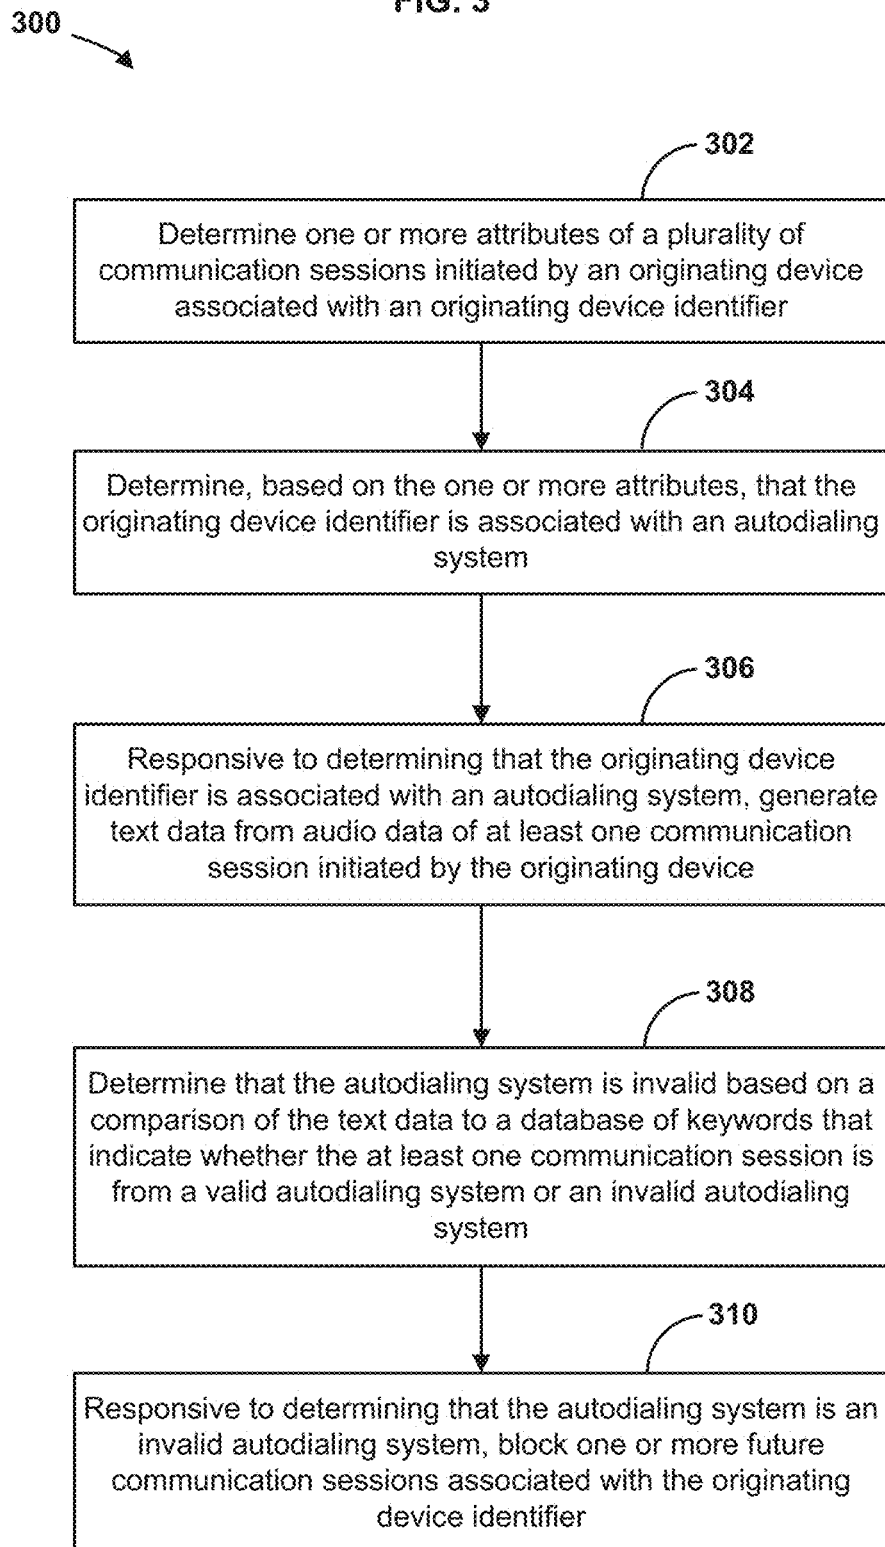 FIG. 3
300
302
Determine one or more attributes of a plurality of
communication sessions initiated by an originating device
associated with an originating device identifier
304
Determine, based on the one or more attributes, that the
originating device identifier is associated with an autodialing
system
306
Responsive to determining that the originating device
identifier is associated with an autodialing system, generate
text data from audio data of at least one communication
session initiated by the originating device
308
Determine that the autodialing system is invalid based on a
comparison of the text data to a database of keywords that
indicate whether the at least one communication session is
from a valid autodialing system or an invalid autodialing
system
310
Responsive to determining that the autodialing system is an
invalid autodialing system, block one or more future
communication sessions associated with the originating
device identifier